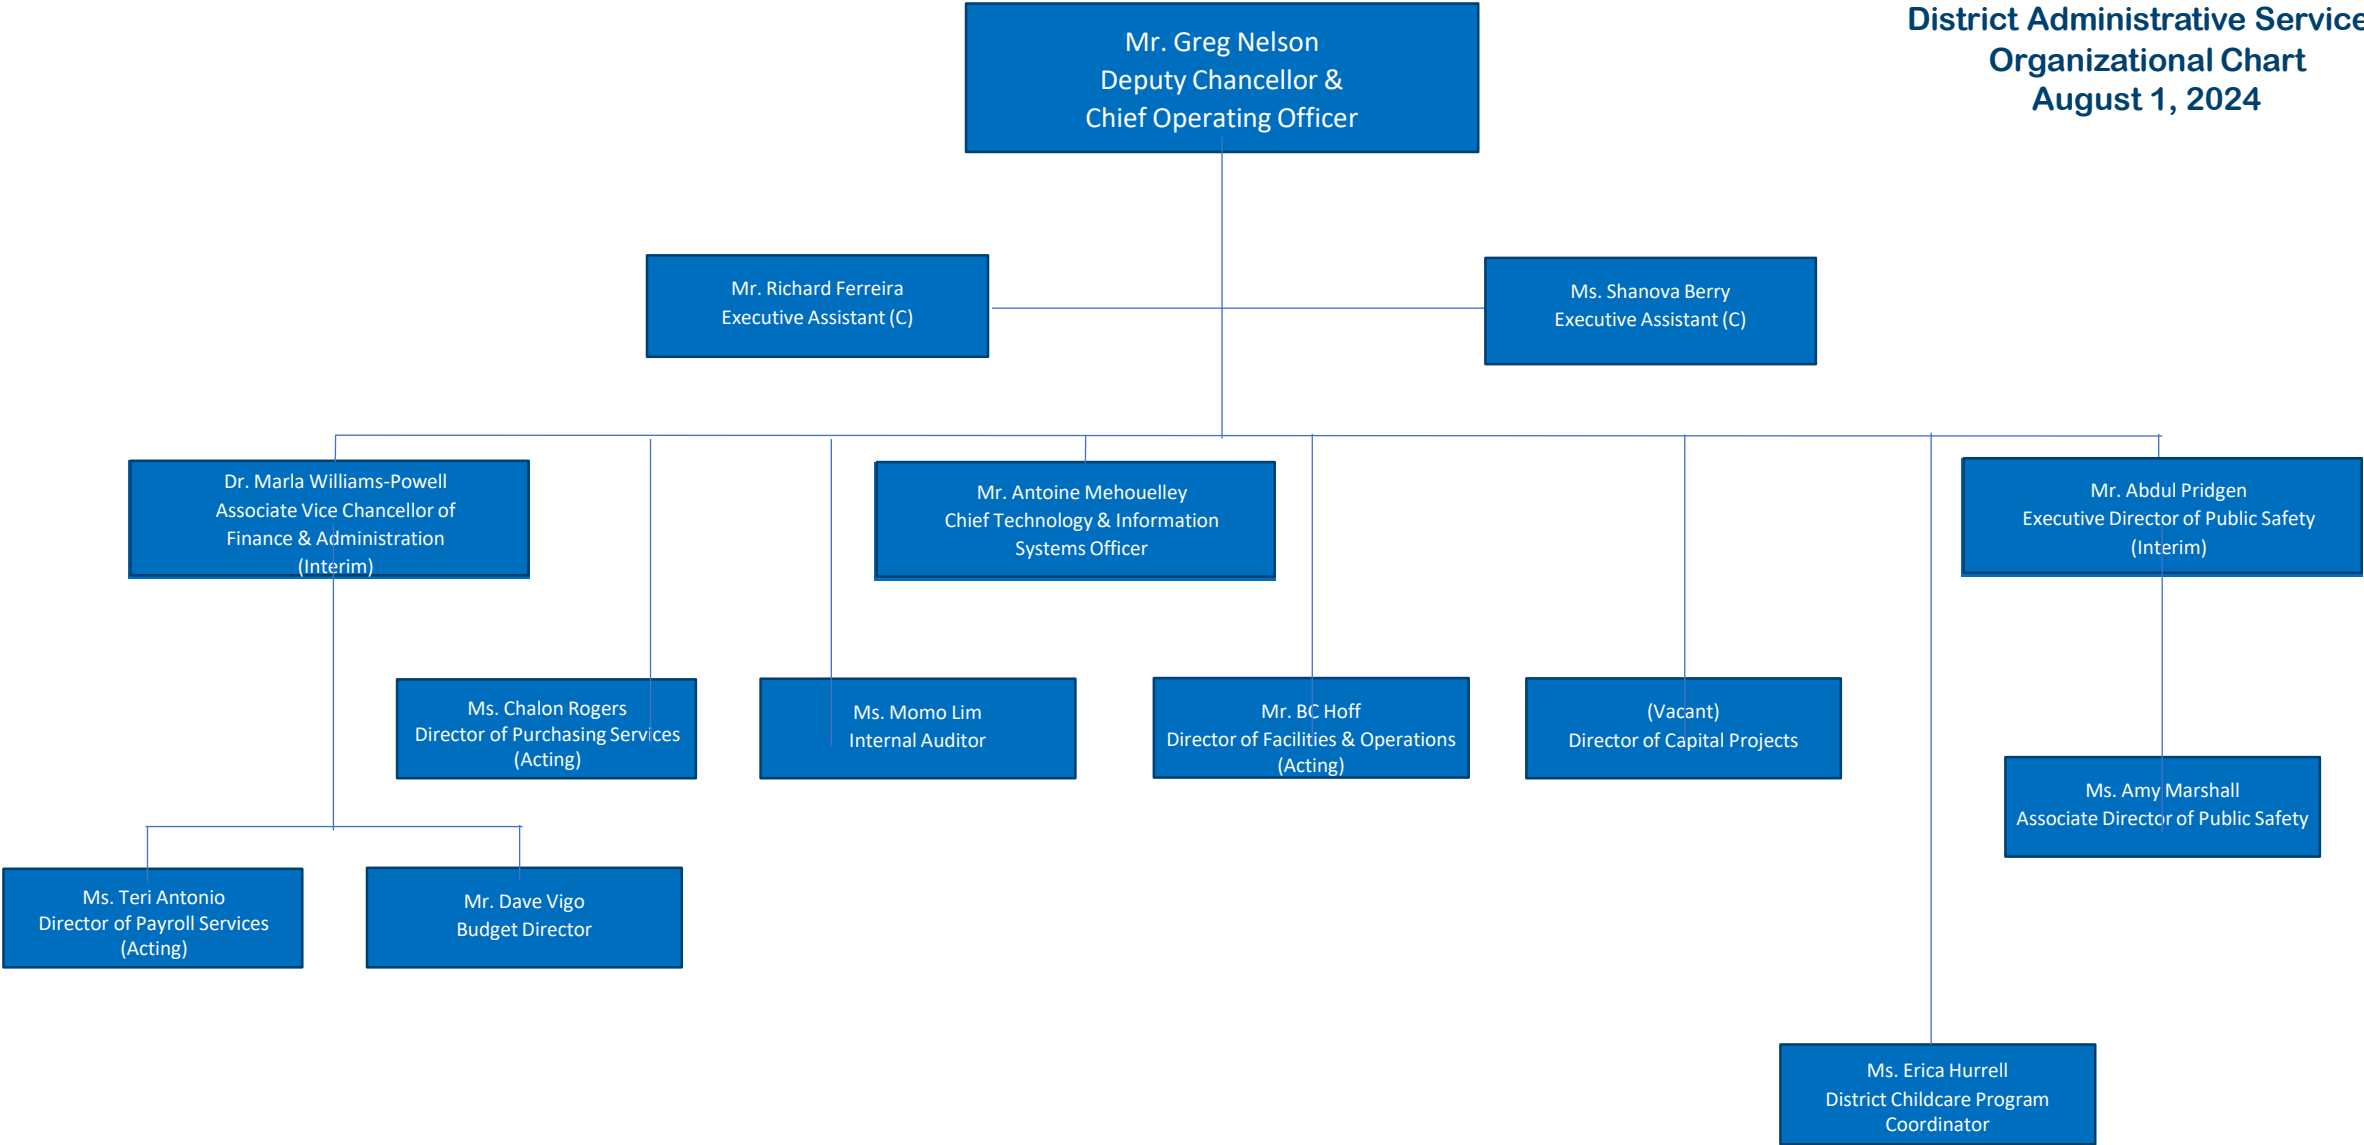 District Administrative Service
Organizational Chart
August 1, 2024
Mr. Greg Nelson
Deputy Chancellor &
Chief Operating Officer
Mr. Richard Ferreira
Executive Assistant (C)
Ms. Shanova Berry
Executive Assistant (C)
Dr. Marla Williams-Powell
Associate Vice Chancellor of
Finance & Administration
(Interim)
Mr. Antoine Mehouelley
Chief Technology & Information
Systems Officer
Mr. Abdul Pridgen
Executive Director of Public Safety
(Interim)
Ms. Chalon Rogers
Director of Purchasing Services
(Acting)
Ms. Momo Lim
Internal Auditor
Mr. BC Hoff
Director of Facilities & Operations
(Acting)
(Vacant)
Director of Capital Projects
Ms. Amy Marshall
Associate Director of Public Safety
Ms. Teri Antonio
Director of Payroll Services
(Acting)
Mr. Dave Vigo
Budget Director
Ms. Erica Hurrell
District Childcare Program
Coordinator